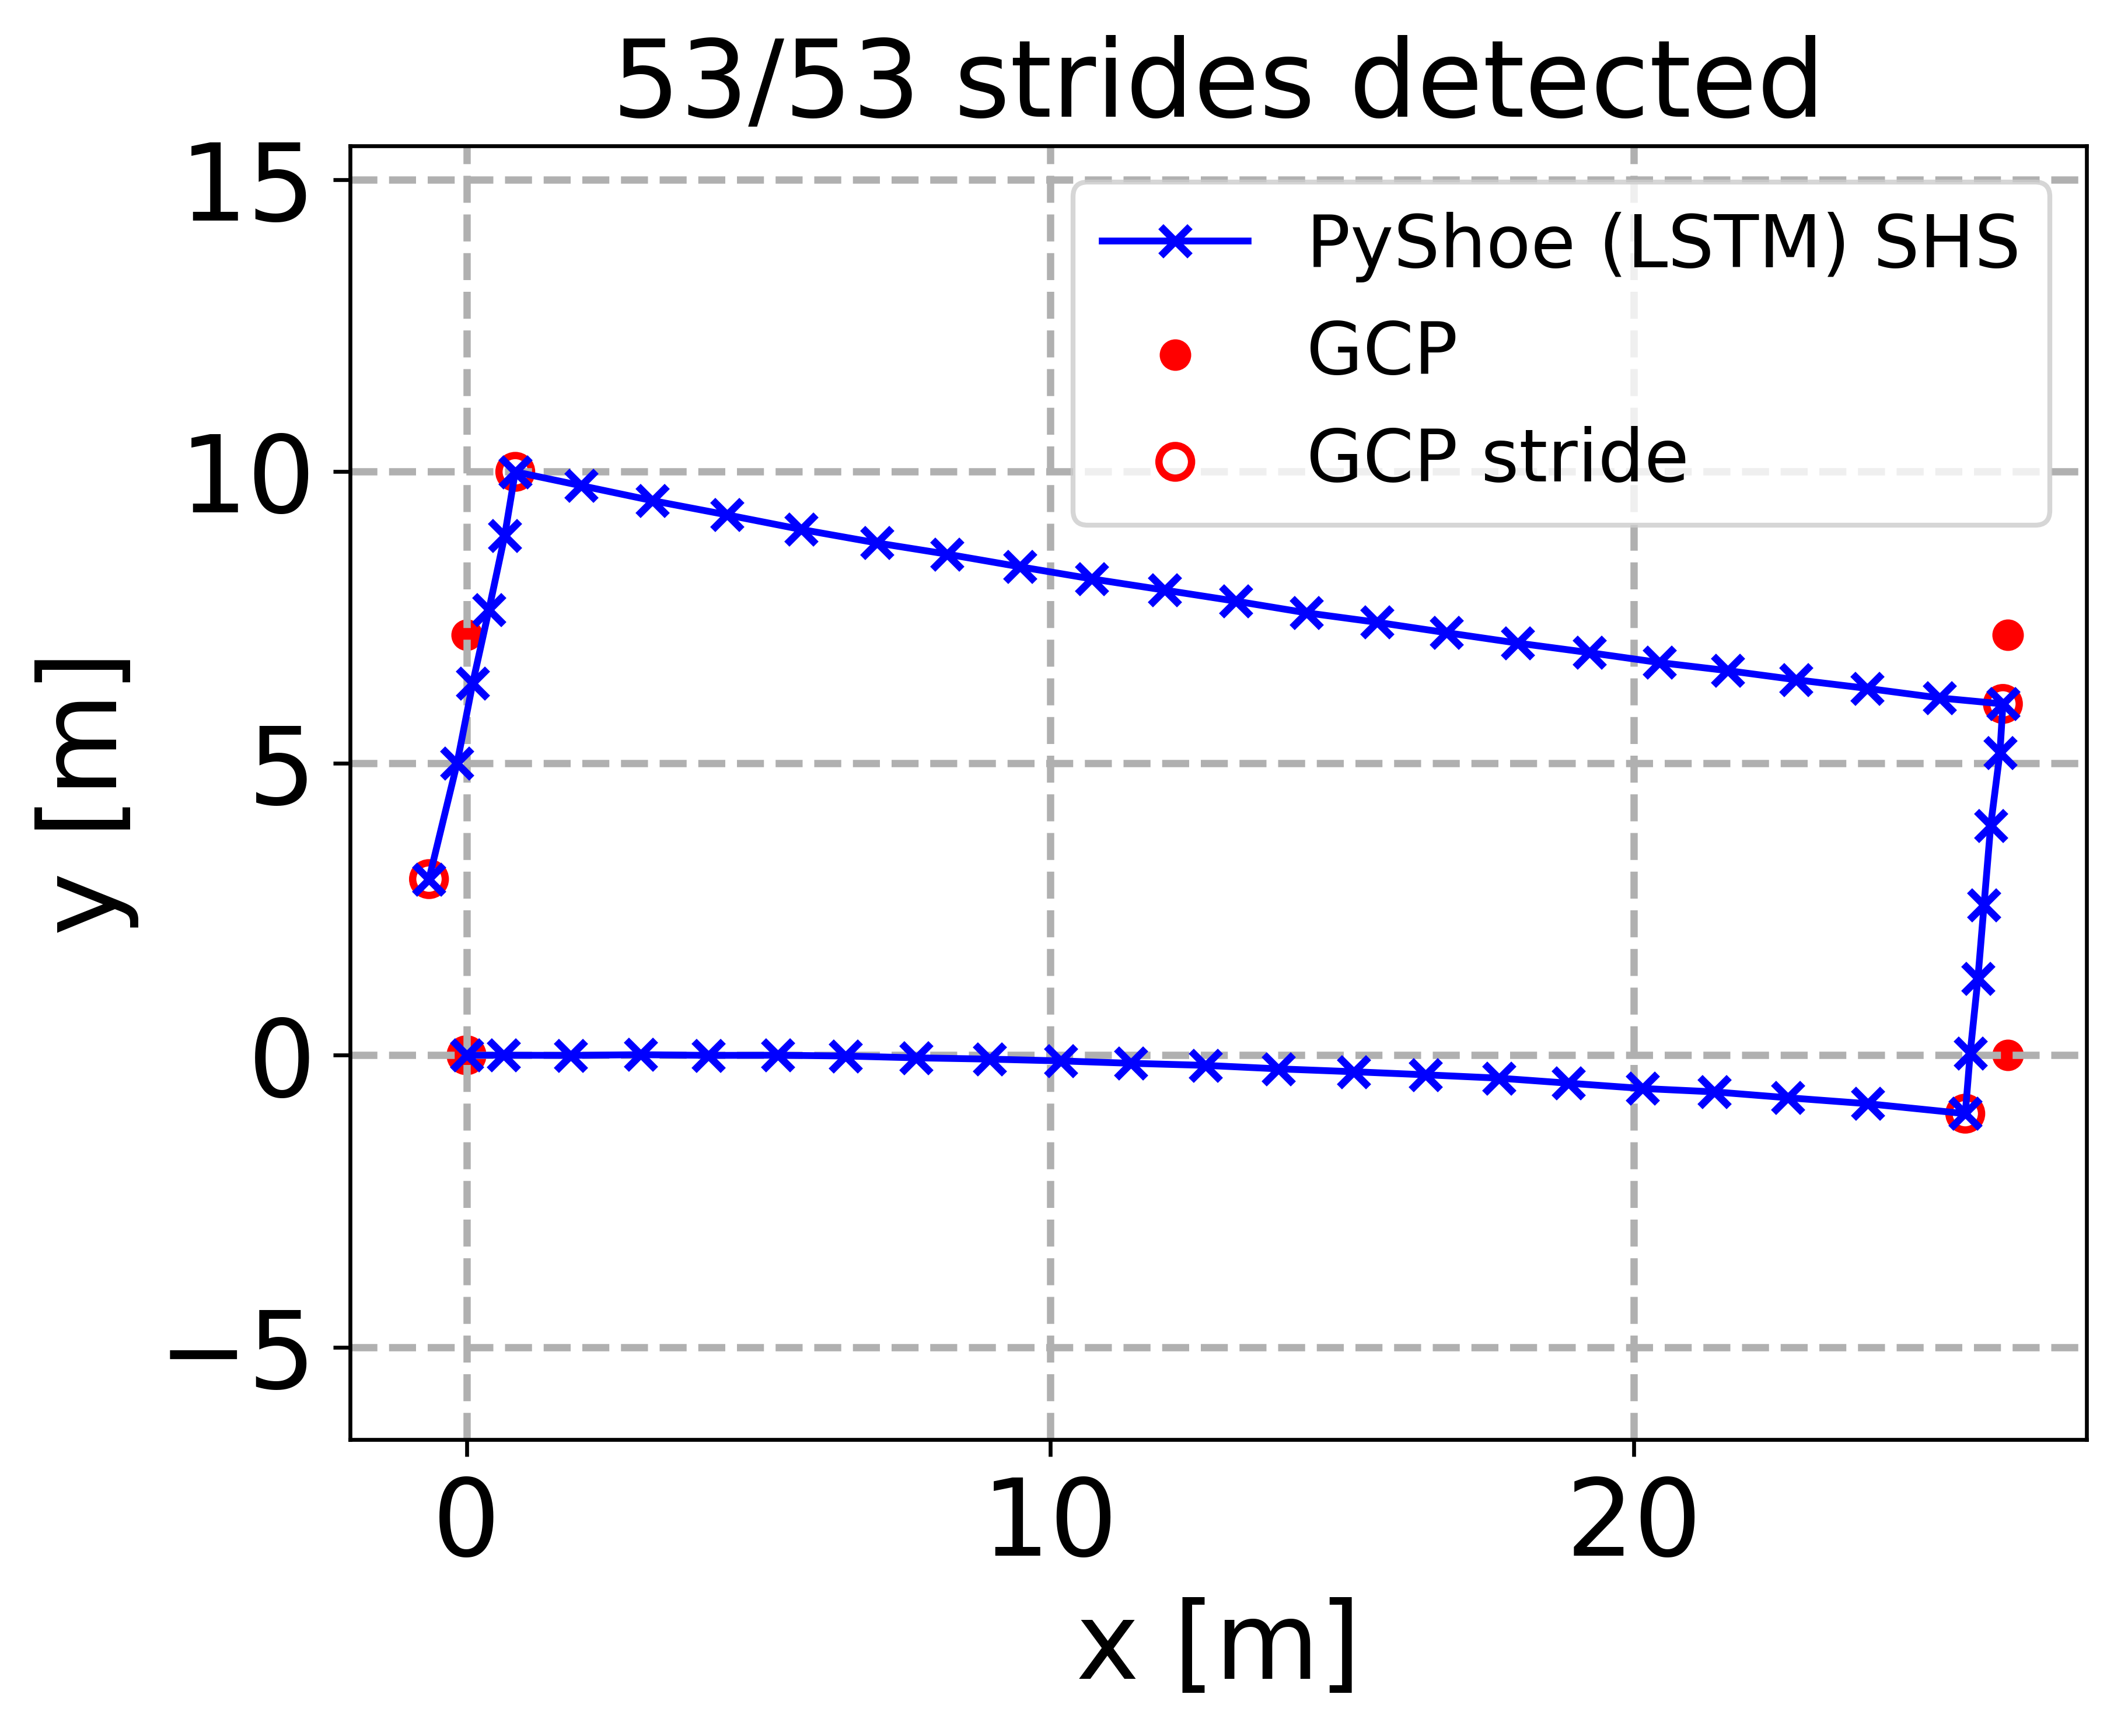 53/53 strides detected
PyShoe (LSTM) SHS
GCP
GCP stride
15
10
5
0
−5
y [m]
0 10 20
x [m]